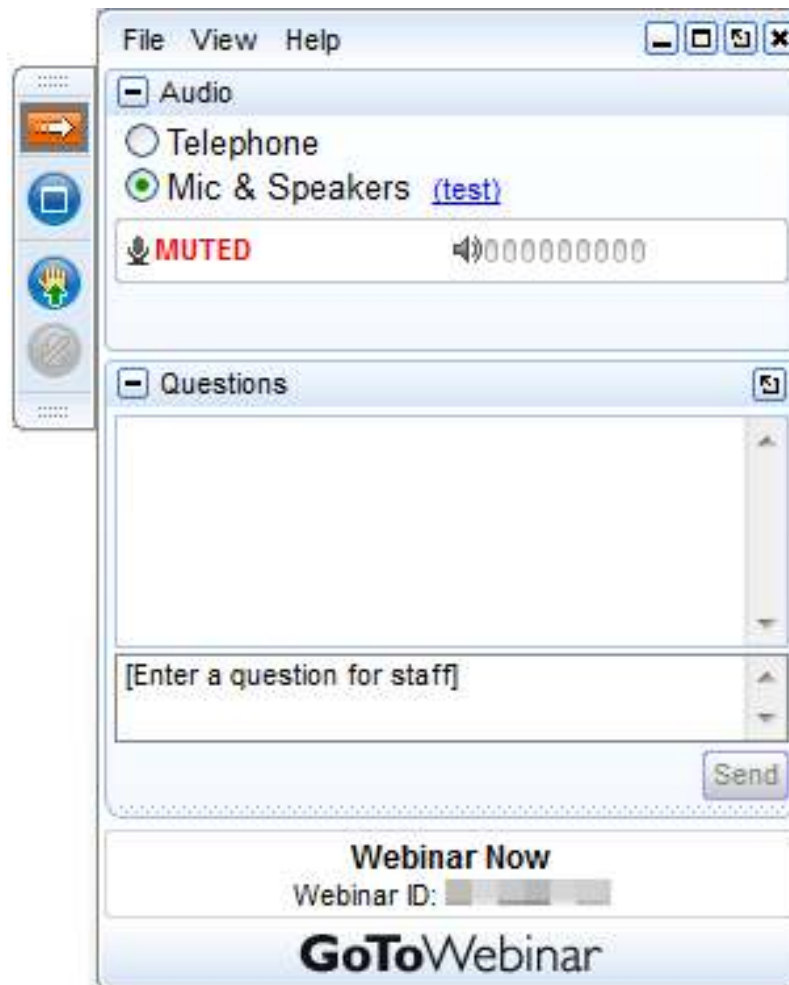 File View Help
Audio
Telephone
Mic & Speakers (test)
MUTED
Questions
[Enter a question for staff]
Send
Webinar Now
Webinar ID:
GoToWebinar